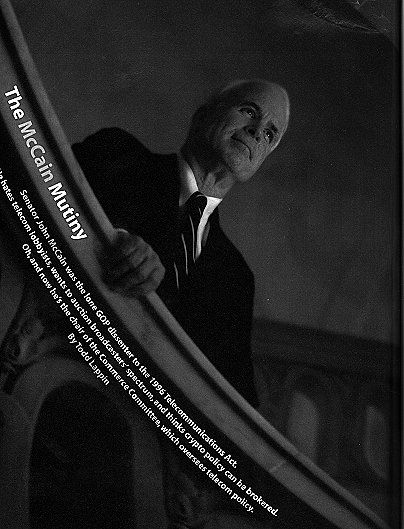 The McCain Mutiny
Senator John McCain was the lone GOP dissenter to the 1996 Telecommunications Act.
He hates telecom lobbyists, wants to auction broadcasters' spectrum, and thinks crypto policy can be brokered.
Oh, and now he's the chair of the Commerce Committee, which oversees telecom policy.
By Todd Lappin